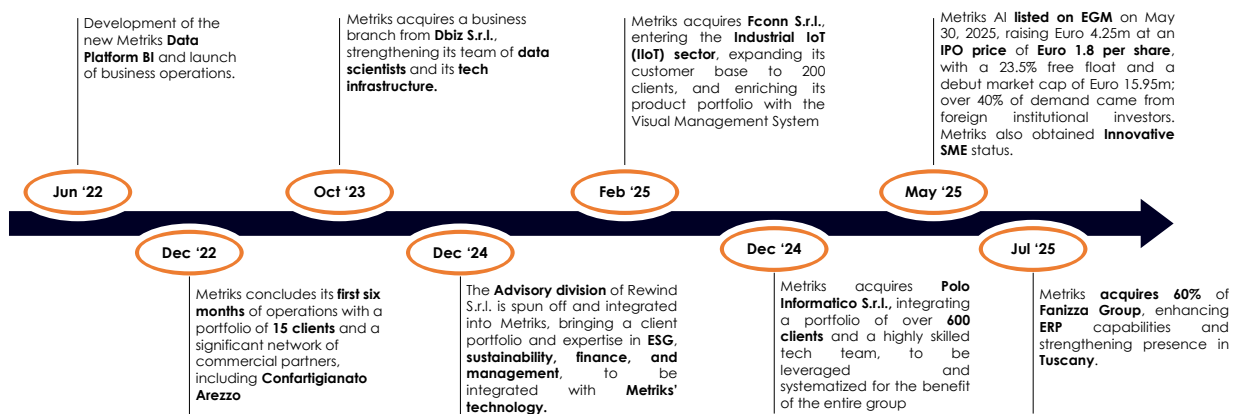 Development of the
new Metriks Data
Platform BI and launch
of business operations.
Metriks acquires a business
branch from Dbiz S.r.l.,
strengthening its team of data
scientists and its tech
infrastructure.
Metriks acquires Fconn S.r.l.,
entering the Industrial IoT
(IIoT) sector, expanding its
customer base to 200
clients, and enriching its
product portfolio with the
Visual Management System
Metriks AI listed on EGM on May
30, 2025, raising Euro 4.25m at an
IPO price of Euro 1.8 per share,
with a 23.5% free float and a
debut market cap of Euro 15.95m;
over 40% of demand came from
foreign institutional investors.
Metriks also obtained Innovative
SME status.
Jun ‘22
Oct ‘23
Feb ‘25
May ‘25
Dec ‘22
Dec ‘24
Dec ‘24
Jul ‘25
Metriks concludes its first six
months of operations with a
portfolio of 15 clients and a
significant network of
commercial partners,
including Confartigianato
Arezzo
The Advisory division of Rewind
S.r.l. is spun off and integrated
into Metriks, bringing a client
portfolio and expertise in ESG,
sustainability, finance, and
management, to be
integrated with Metriks’
technology.
Metriks acquires Polo
Informatico S.r.l., integrating
a portfolio of over 600
clients and a highly skilled
tech team, to be
leveraged and
systematized for the benefit
of the entire group
Metriks acquires 60% of
Fanizza Group, enhancing
ERP capabilities and
strengthening presence in
Tuscany.